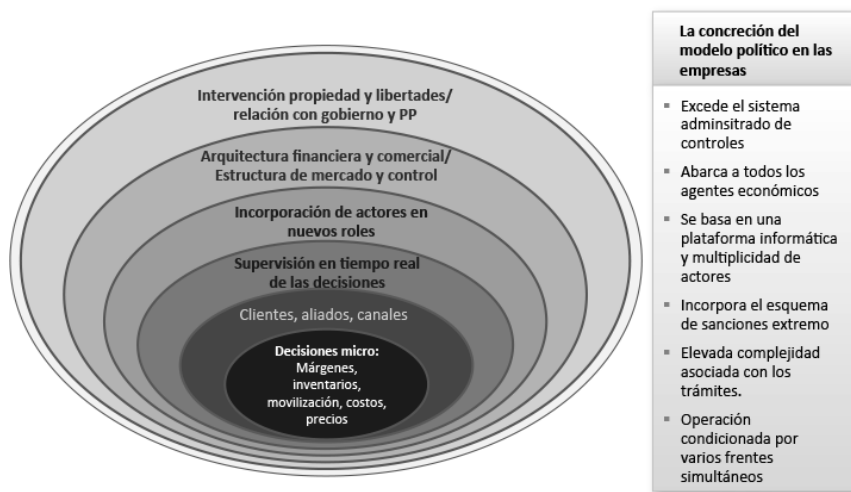 Intervención propiedad y libertades/
relación con gobierno y PP
Arquitectura financiera y comercial/
Estructura de mercado y control
Incorporación de actores en
nuevos roles
Supervisión en tiempo real
de las decisiones
Clientes, aliados, canales
Decisiones micro:
Márgenes,
inventarios,
movilización, costos,
precios
La concreción del
modelo político en las
empresas
▪ Excede el sistema
adminsitrado de
controles
▪ Abarca a todos los
agentes económicos
▪ Se basa en una
plataforma informática
y multiplicidad de
actores
▪ Incorpora el esquema
de sanciones extremo
▪ Elevada complejidad
asociada con los
trámites.
▪ Operación
condicionada por
varios frentes
simultáneos